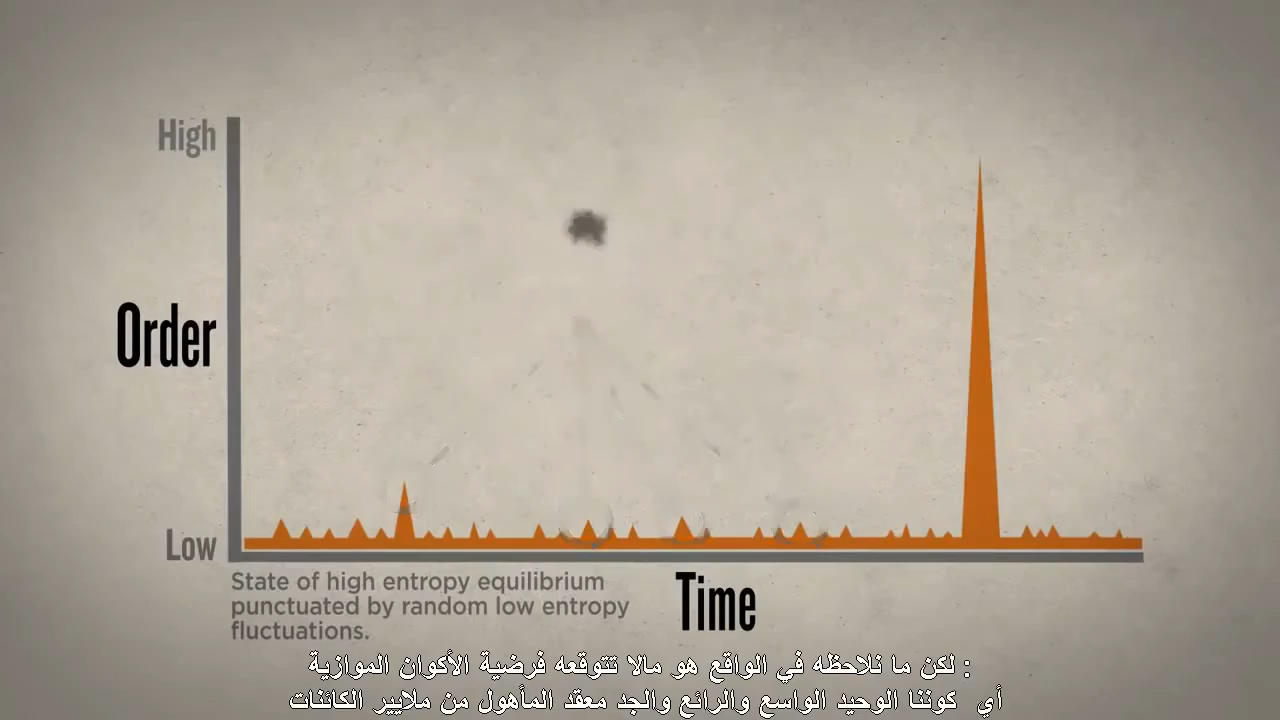 High
Order
Low
State of high entropy equilibrium
punctuated by random low entropy
fluctuations.
Time
لكن ما نلاحظه في الواقع هو مالا تتوقعه فرضية الأكوان الموازية :
أي كوننا الوحيد الواسع والرائع والجد معقد المأهول من ملايير الكائنات